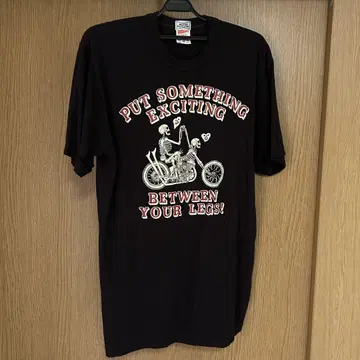 PUT SOMETHING
EXCITING
BETWEEN
YOUR LEGS!